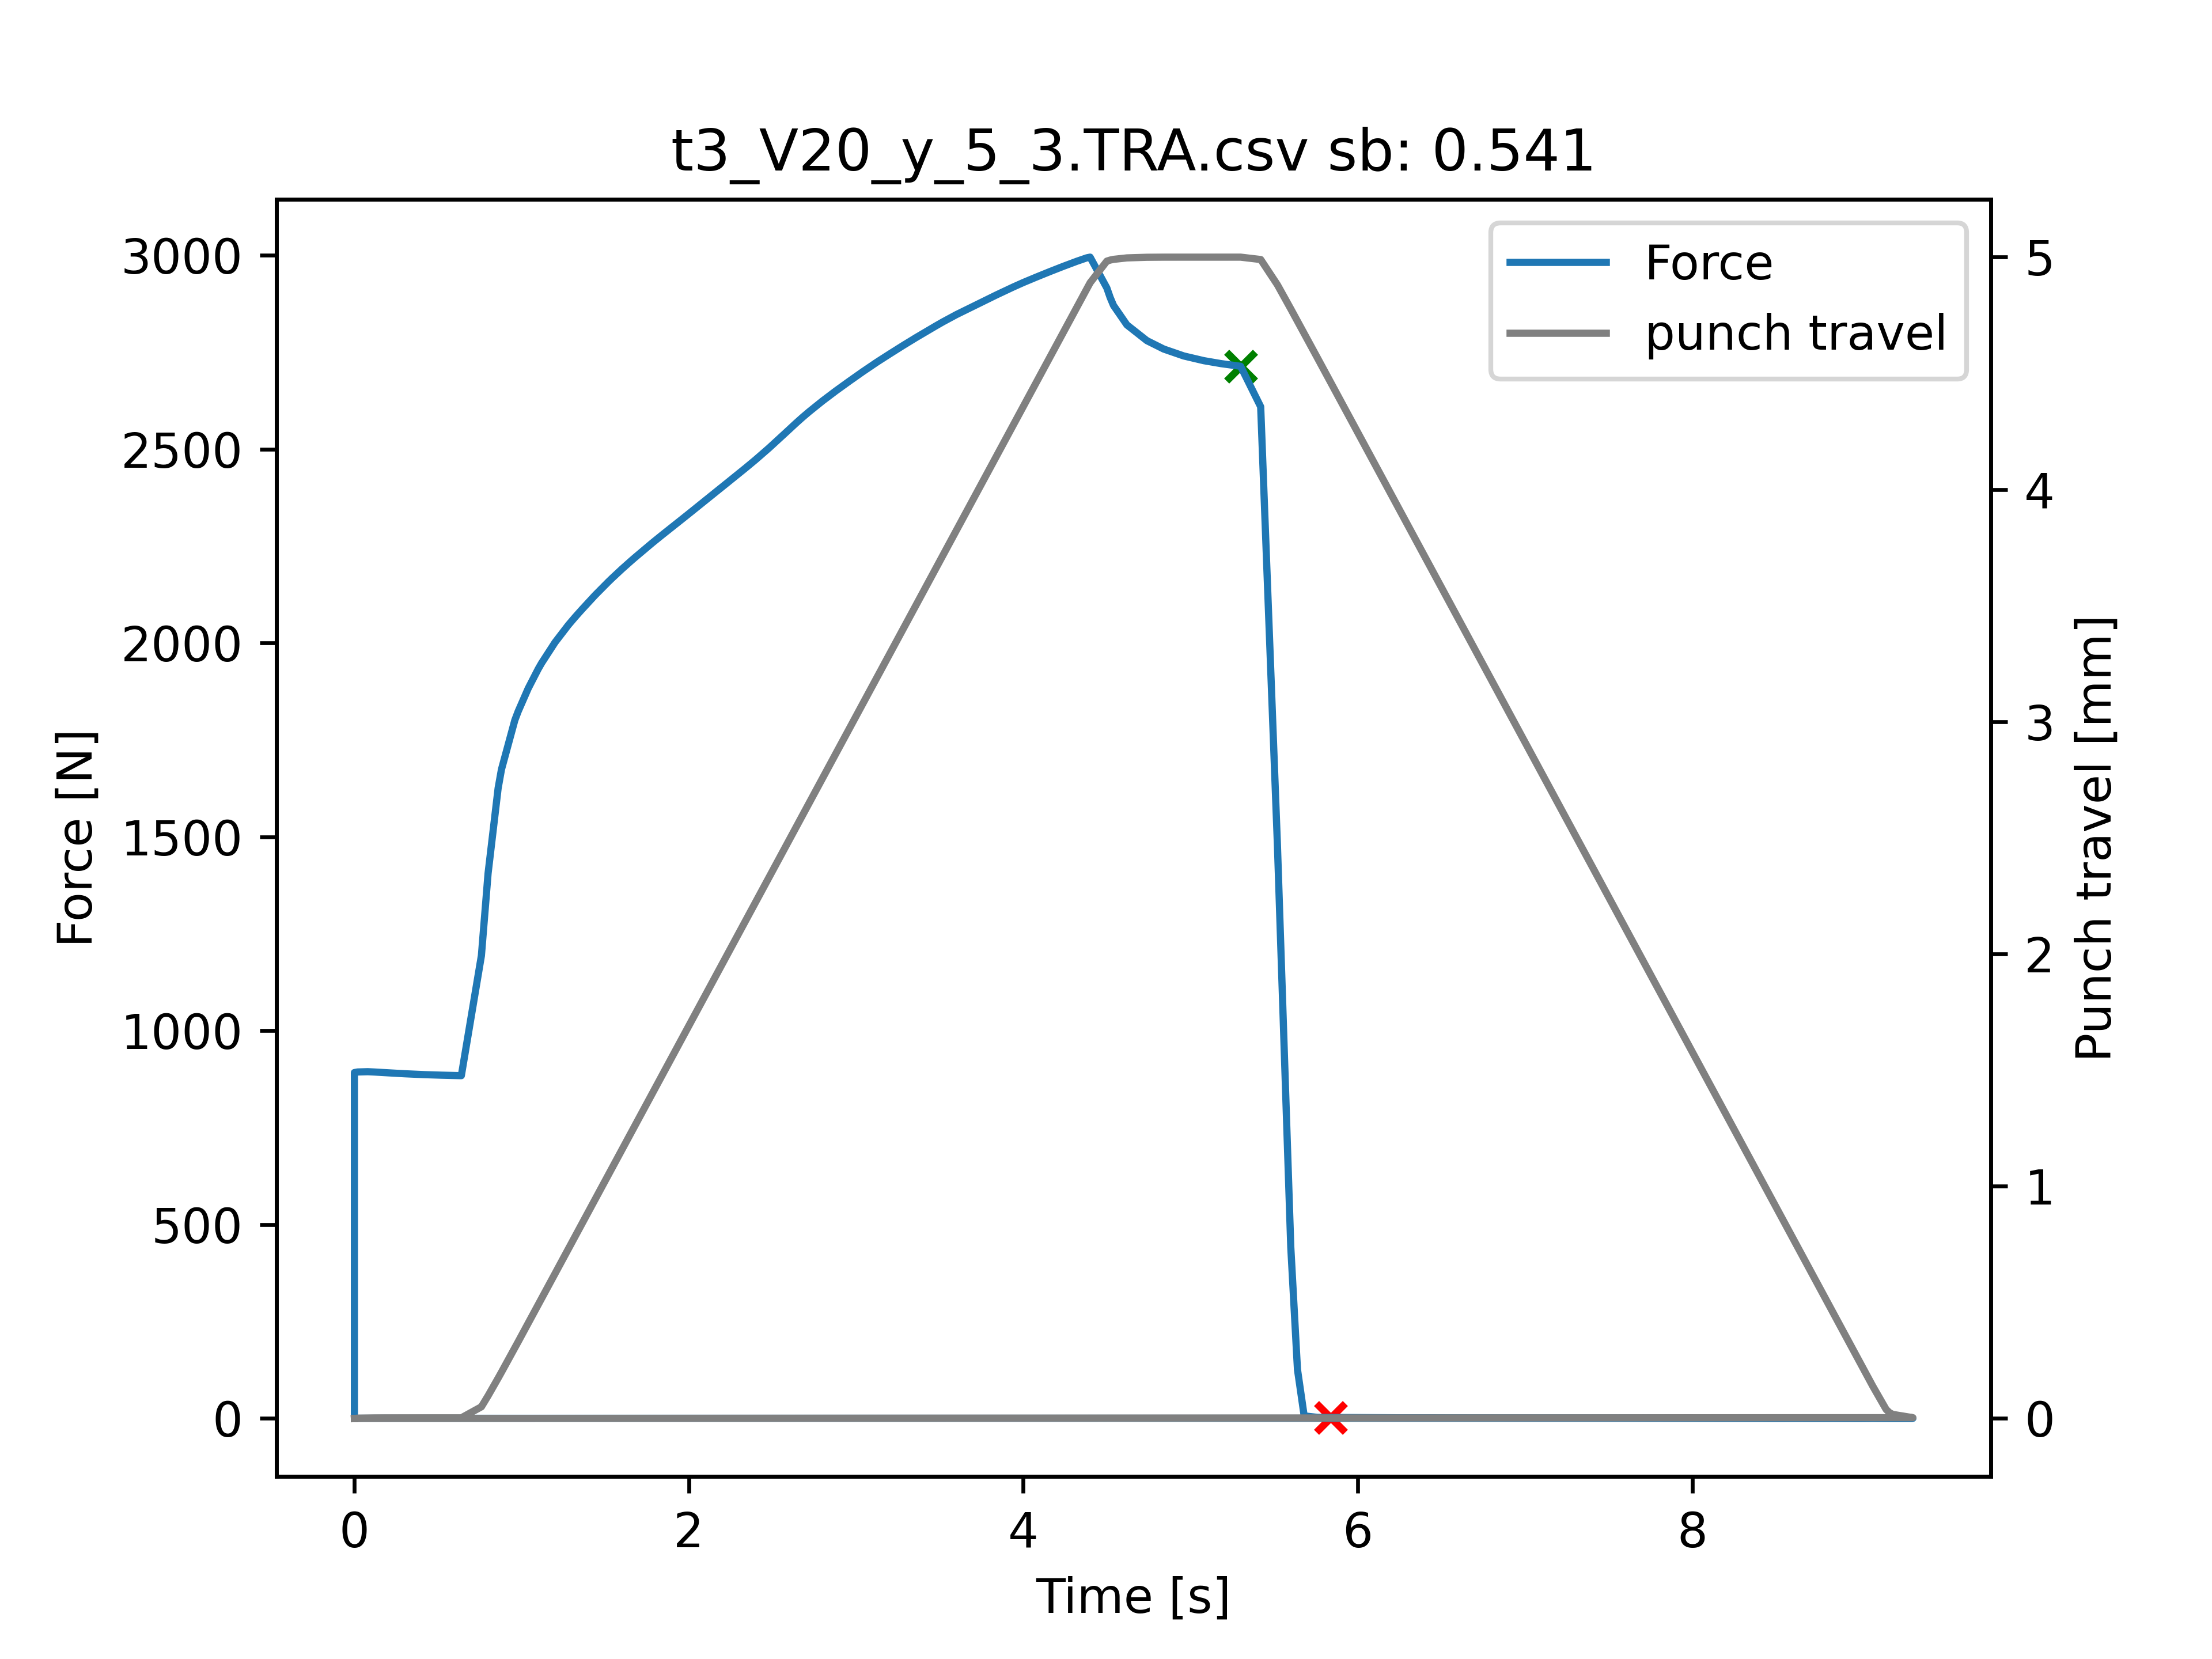 t3_V20_y_5_3.TRA.csv sb: 0.541
Force
punch travel
3000
2500
2000
1500
1000
500
0
5
4
3
2
1
0
Force [N]
Punch travel [mm]
0 2 4 6 8
Time [s]